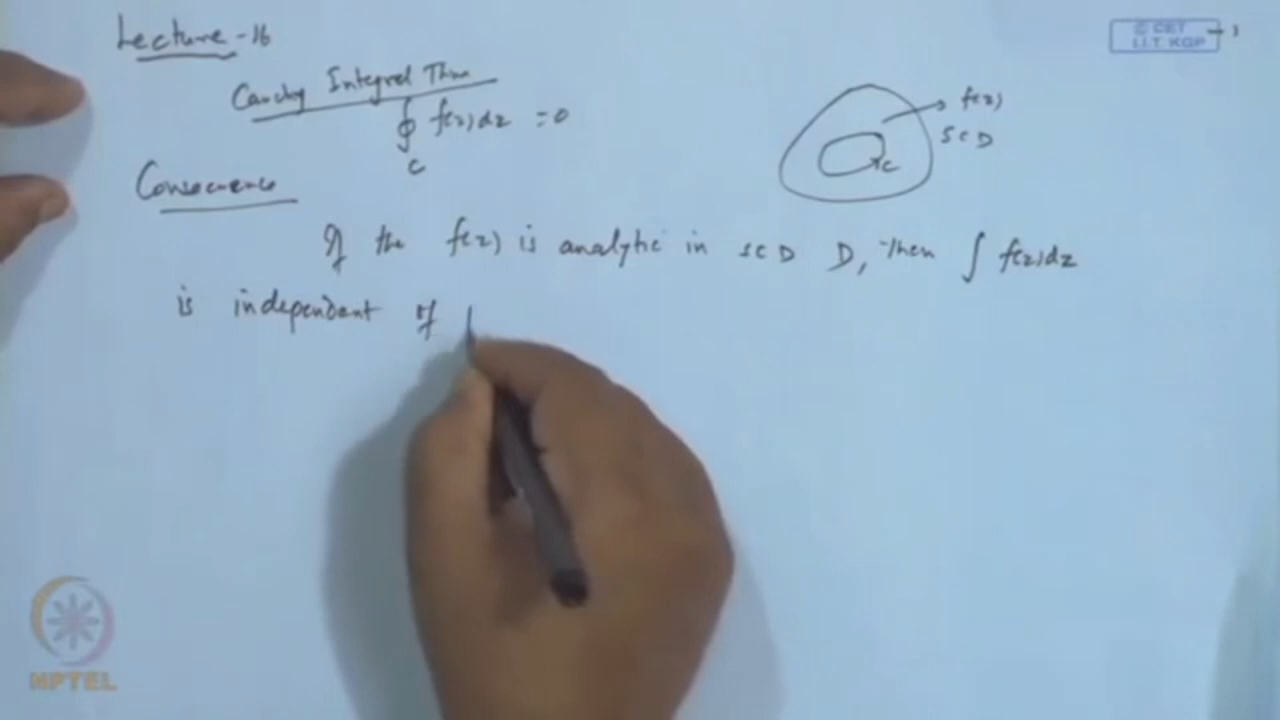 Lecture-16
© CET
I.I.T. KGP
Cauchy Integral Thm
∮ f(z)dz = 0
C
f(z)
SCD
C
Consequence
If the f(z) is analytic in SCD D, then ∫ f(z)dz
is independent of
NPTEL